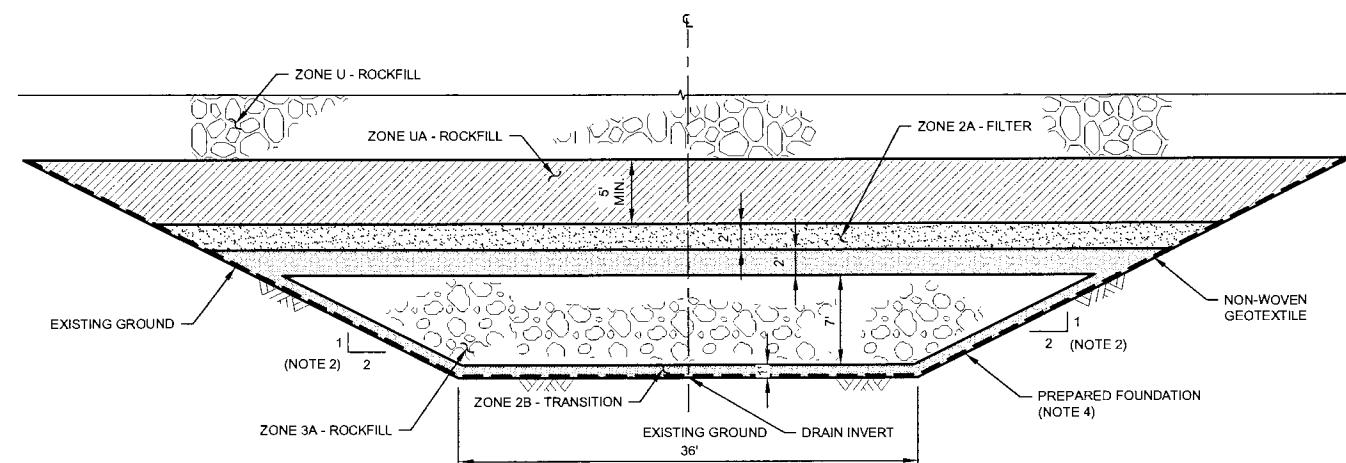 ℄
ZONE U - ROCKFILL
ZONE UA - ROCKFILL
ZONE 2A - FILTER
5'
MIN.
2'
2'
EXISTING GROUND
NON-WOVEN
GEOTEXTILE
7'
1
2
(NOTE 2)
1
2
(NOTE 2)
1'
PREPARED FOUNDATION
(NOTE 4)
ZONE 2B - TRANSITION
ZONE 3A - ROCKFILL
EXISTING GROUND
DRAIN INVERT
36'